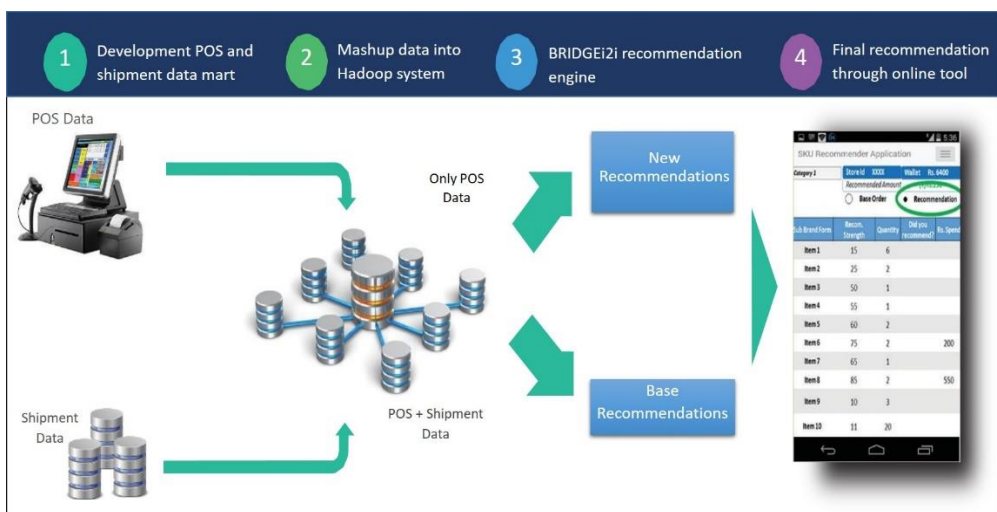 1
Development POS and
shipment data mart
2
Mashup data into
Hadoop system
3
BRIDGEi2i recommendation
engine
4
Final recommendation
through online tool
POS Data
Shipment
Data
Only POS
Data
POS + Shipment
Data
New
Recommendations
Base
Recommendations
5:36
SKU Recommender Application
Category 1 Store Id XXXX Wallet Rs. 6400
Recommended Amount
Base Order Recommendation
Sub Brand Form Recom. Strength Quantity Did you recommend? Rs. Spend
Item 1 15 6
Item 2 25 2
Item 3 50 1
Item 4 55 1
Item 5 60 2
Item 6 75 2 200
Item 7 65 1
Item 8 85 2 550
Item 9 10 3
Item 10 11 20